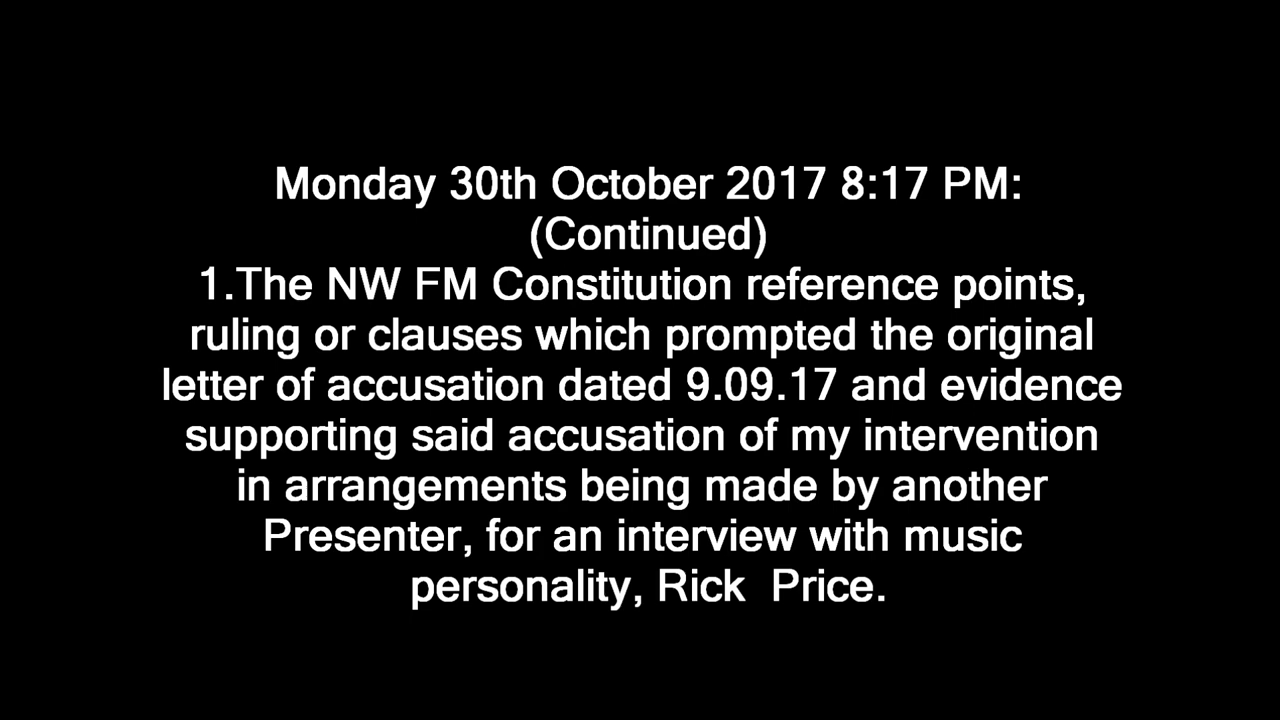 Monday 30th October 2017 8:17 PM:
(Continued)
1.The NW FM Constitution reference points,
ruling or clauses which prompted the original
letter of accusation dated 9.09.17 and evidence
supporting said accusation of my intervention
in arrangements being made by another
Presenter, for an interview with music
personality, Rick  Price.